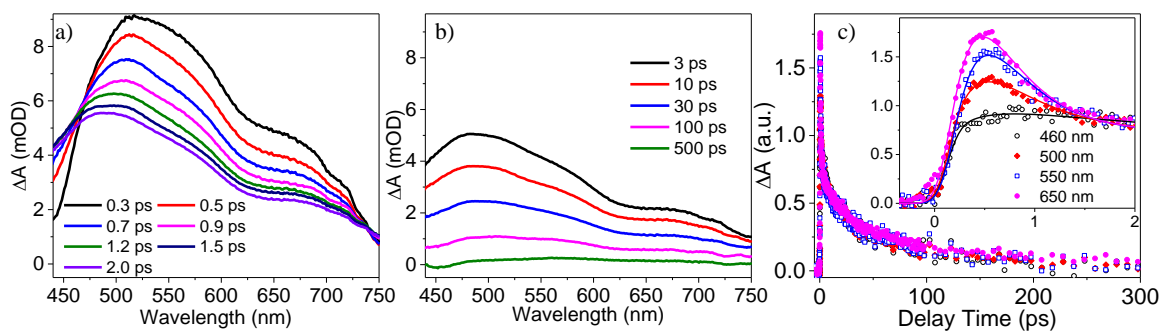 a)
ΔA (mOD)
8
6
4
2
0
0.3 ps 0.5 ps
0.7 ps 0.9 ps
1.2 ps 1.5 ps
2.0 ps
450 500 550 600 650 700 750
Wavelength (nm)
b)
ΔA (mOD)
8
6
4
2
0
3 ps
10 ps
30 ps
100 ps
500 ps
450 500 550 600 650 700 750
Wavelength (nm)
c)
ΔA (a.u.)
1.5
1.0
0.5
0.0
1.5
0.75
0.0
0 1 2
460 nm
500 nm
550 nm
650 nm
0 100 200 300
Delay Time (ps)